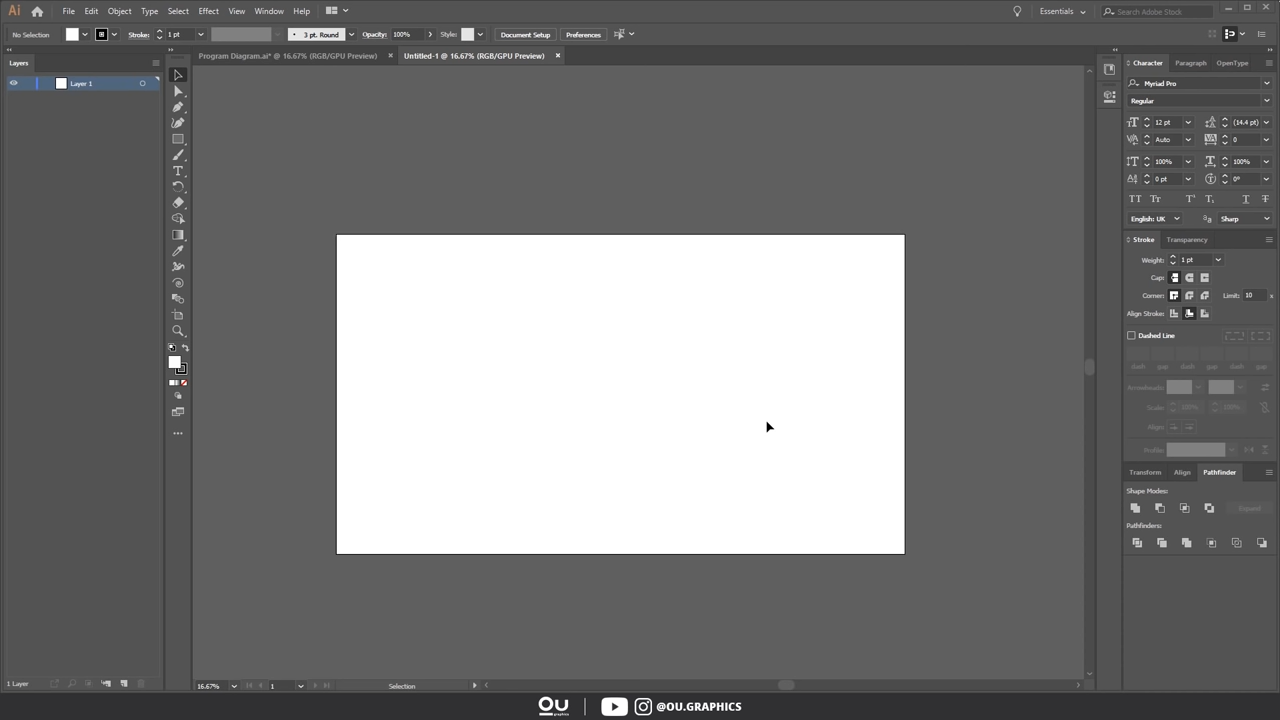 Ai File Edit Object Type Select Effect View Window Help Essentials Search Adobe Stock
No Selection Stroke: 1 pt 3 pt. Round Opacity: 100% Style: Document Setup Preferences
Program Diagram.ai* @ 16.67% (RGB/GPU Preview) × Untitled-1 @ 16.67% (RGB/GPU Preview) ×
Layers
Layer 1
Character Paragraph OpenType
Myriad Pro
Regular
12 pt (14.4 pt)
Auto 0
100% 100%
0 pt 0°
English: UK Sharp
Stroke Transparency
Weight: 1 pt
Cap:
Corner: Limit: 10 x
Align Stroke:
Dashed Line
dash gap dash gap dash gap
Arrowheads:
Scale: 100% 100%
Align:
Profile:
Transform Align Pathfinder
Shape Modes:
Expand
Pathfinders:
1 Layer
16.67% 1 Selection
OU graphics @OU.GRAPHICS